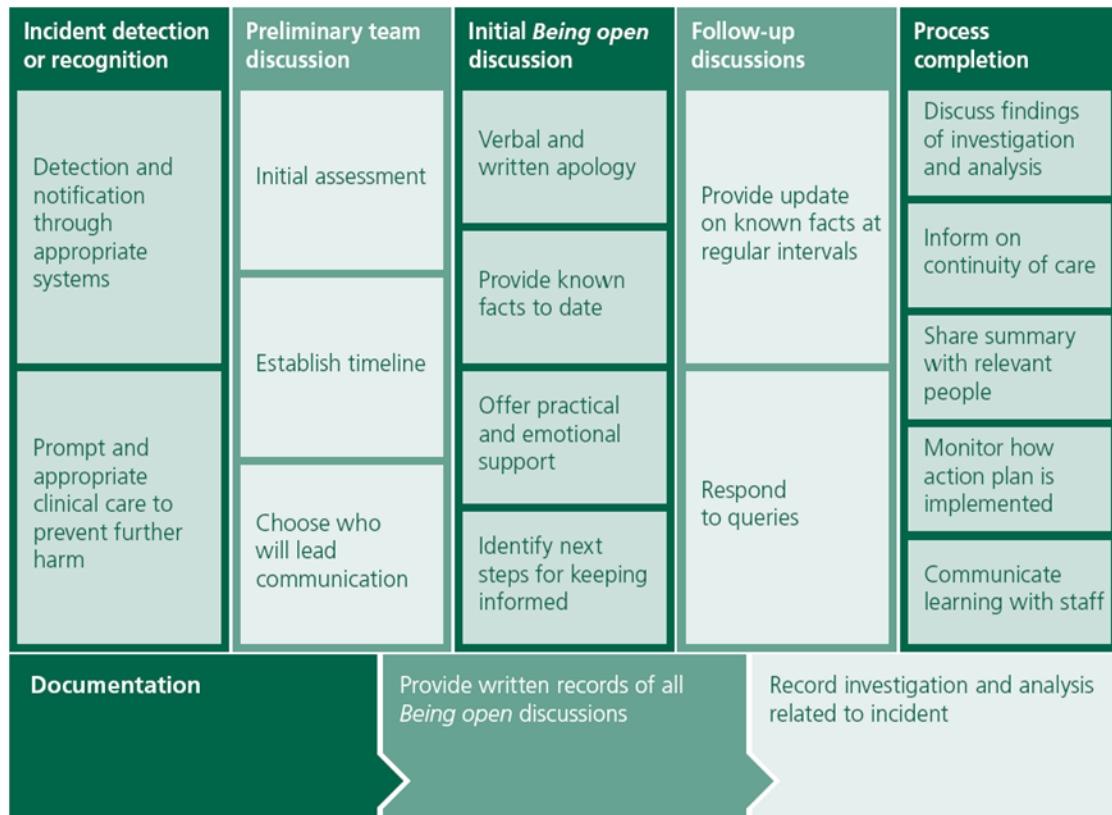 Incident detection
or recognition
Detection and
notification
through
appropriate
systems
Prompt and
appropriate
clinical care to
prevent further
harm
Preliminary team
discussion
Initial assessment
Establish timeline
Choose who
will lead
communication
Initial Being open
discussion
Verbal and
written apology
Provide known
facts to date
Offer practical
and emotional
support
Identify next
steps for keeping
informed
Follow-up
discussions
Provide update
on known facts at
regular intervals
Respond
to queries
Process
completion
Discuss findings
of investigation
and analysis
Inform on
continuity of care
Share summary
with relevant
people
Monitor how
action plan is
implemented
Communicate
learning with staff
Documentation
Provide written records of all
Being open discussions
Record investigation and analysis
related to incident